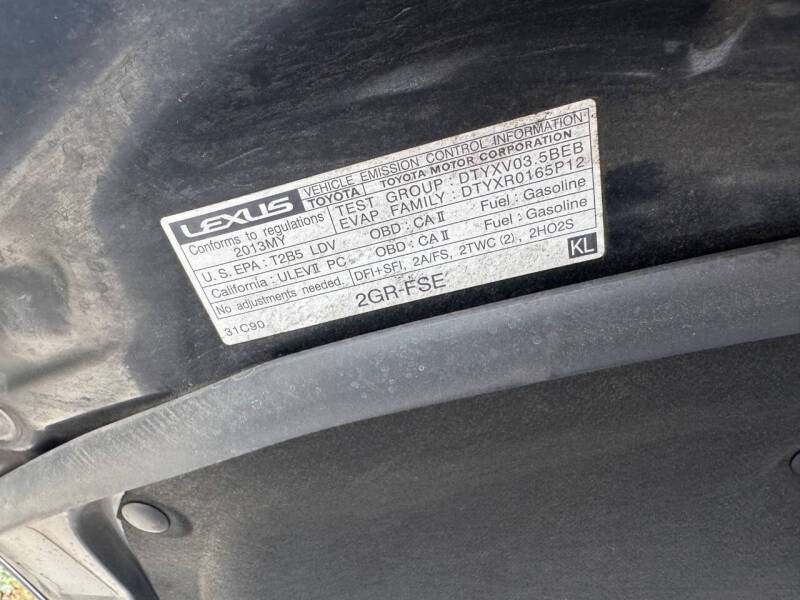 LEXUS VEHICLE EMISSION CONTROL INFORMATION
TOYOTA TOYOTA MOTOR CORPORATION
Conforms to regulations
2013MY
TEST GROUP : DTYXV03.5BEB
EVAP FAMILY : DTYXR0165P12
U.S. EPA : T2B5 LDV OBD : CA II Fuel : Gasoline
California : ULEVII PC OBD : CA II Fuel : Gasoline
No adjustments needed. DFI+SFI, 2A/FS, 2TWC (2), 2HO2S
31C90 2GR-FSE KL